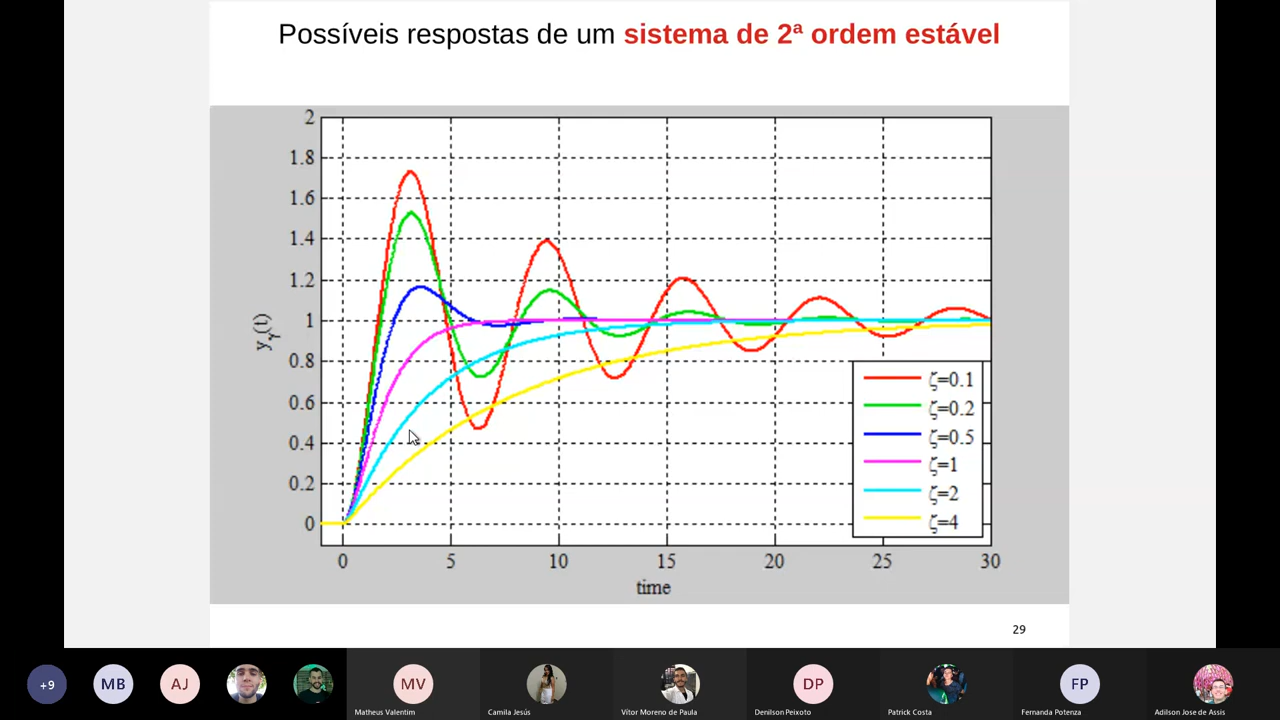 Possíveis respostas de um sistema de 2ª ordem estável
2
1.8
1.6
1.4
1.2
1
0.8
0.6
0.4
0.2
0
yγ(t)
0 5 10 15 20 25 30
time
ζ=0.1
ζ=0.2
ζ=0.5
ζ=1
ζ=2
ζ=4
29
+9 MB AJ MV DP FP
Matheus Valentim Camila Jesús Vítor Moreno de Paula Denilson Peixoto Patrick Costa Fernanda Potenza Adilson Jose de Assis